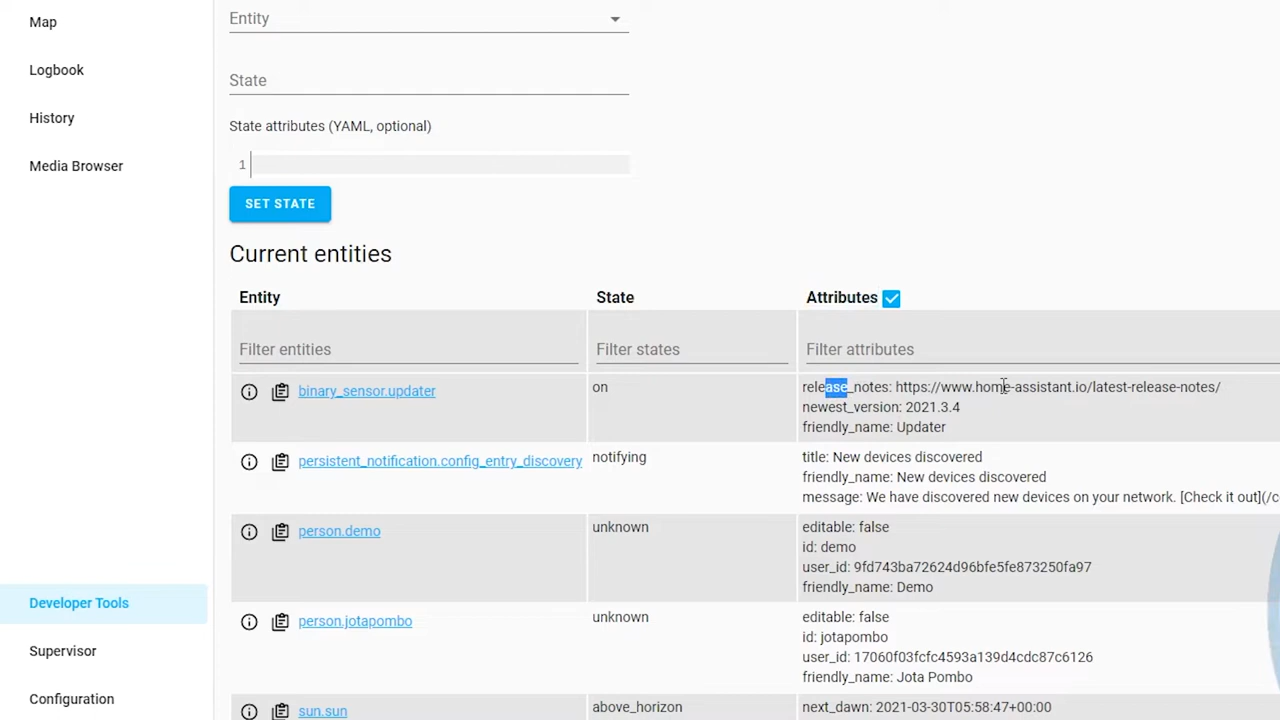 Map
Logbook
History
Media Browser
Developer Tools
Supervisor
Configuration
Entity
State
State attributes (YAML, optional)
1
SET STATE
Current entities
Entity State Attributes
Filter entities Filter states Filter attributes
binary_sensor.updater on release_notes: https://www.home-assistant.io/latest-release-notes/
newest_version: 2021.3.4
friendly_name: Updater
persistent_notification.config_entry_discovery notifying title: New devices discovered
friendly_name: New devices discovered
message: We have discovered new devices on your network. [Check it out](/c
person.demo unknown editable: false
id: demo
user_id: 9fd743ba72624d96bfe5fe873250fa97
friendly_name: Demo
person.jotapombo unknown editable: false
id: jotapombo
user_id: 17060f03fcfc4593a139d4cdc87c6126
friendly_name: Jota Pombo
sun.sun above_horizon next_dawn: 2021-03-30T05:58:47+00:00